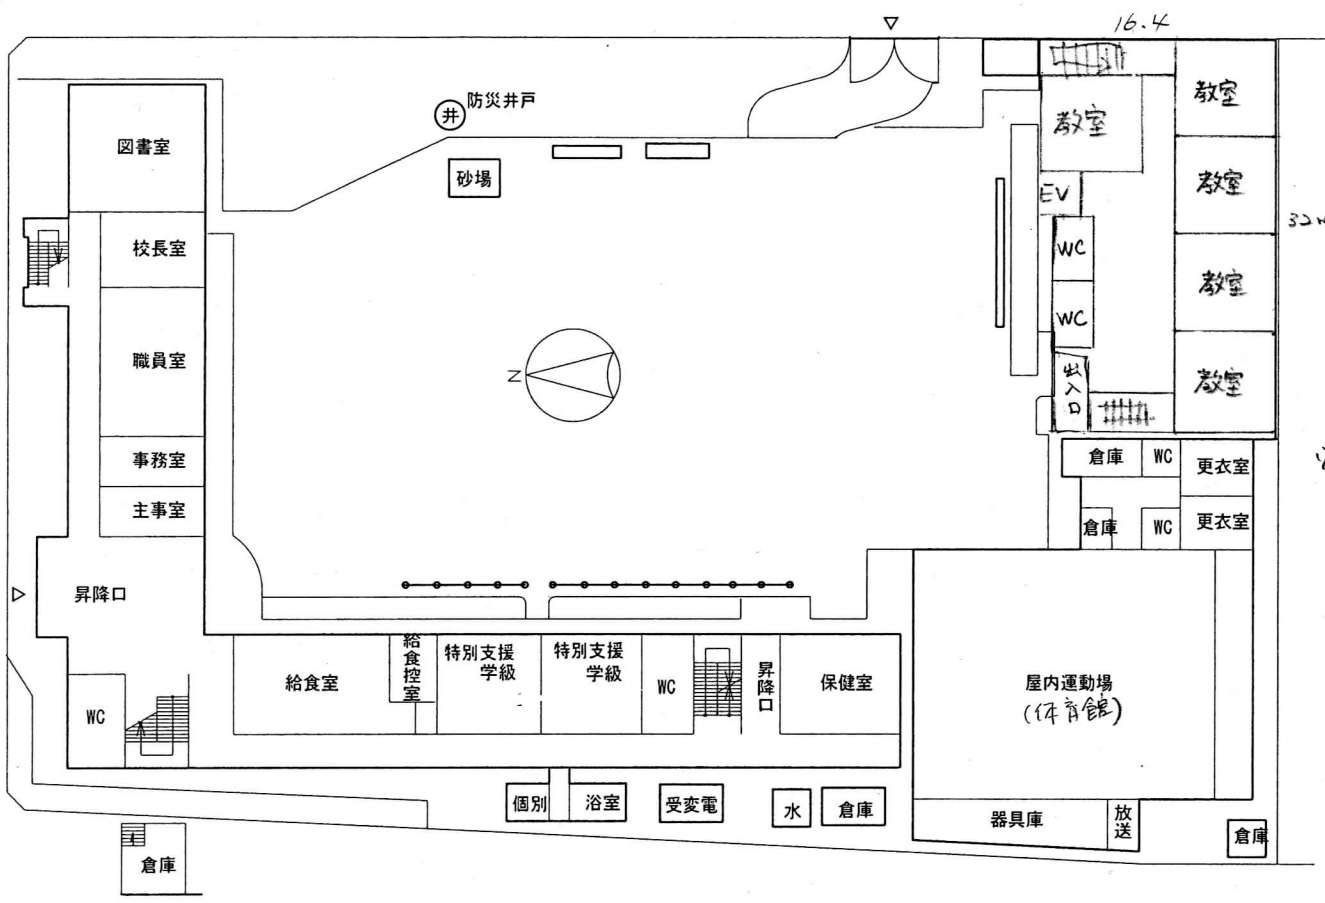 16.4
井
防災井戸
図書室
砂場
教室
教室
教室
EV
WC
32
校長室
WC
教室
N
職員室
出入口
教室
倉庫
WC
更衣室
事務室
主事室
倉庫
WC
更衣室
昇降口
給食室
給食控室
特別支援
学級
特別支援
学級
WC
昇降口
保健室
屋内運動場
(体育館)
WC
個別
浴室
受変電
水
倉庫
器具庫
放送
倉庫
倉庫